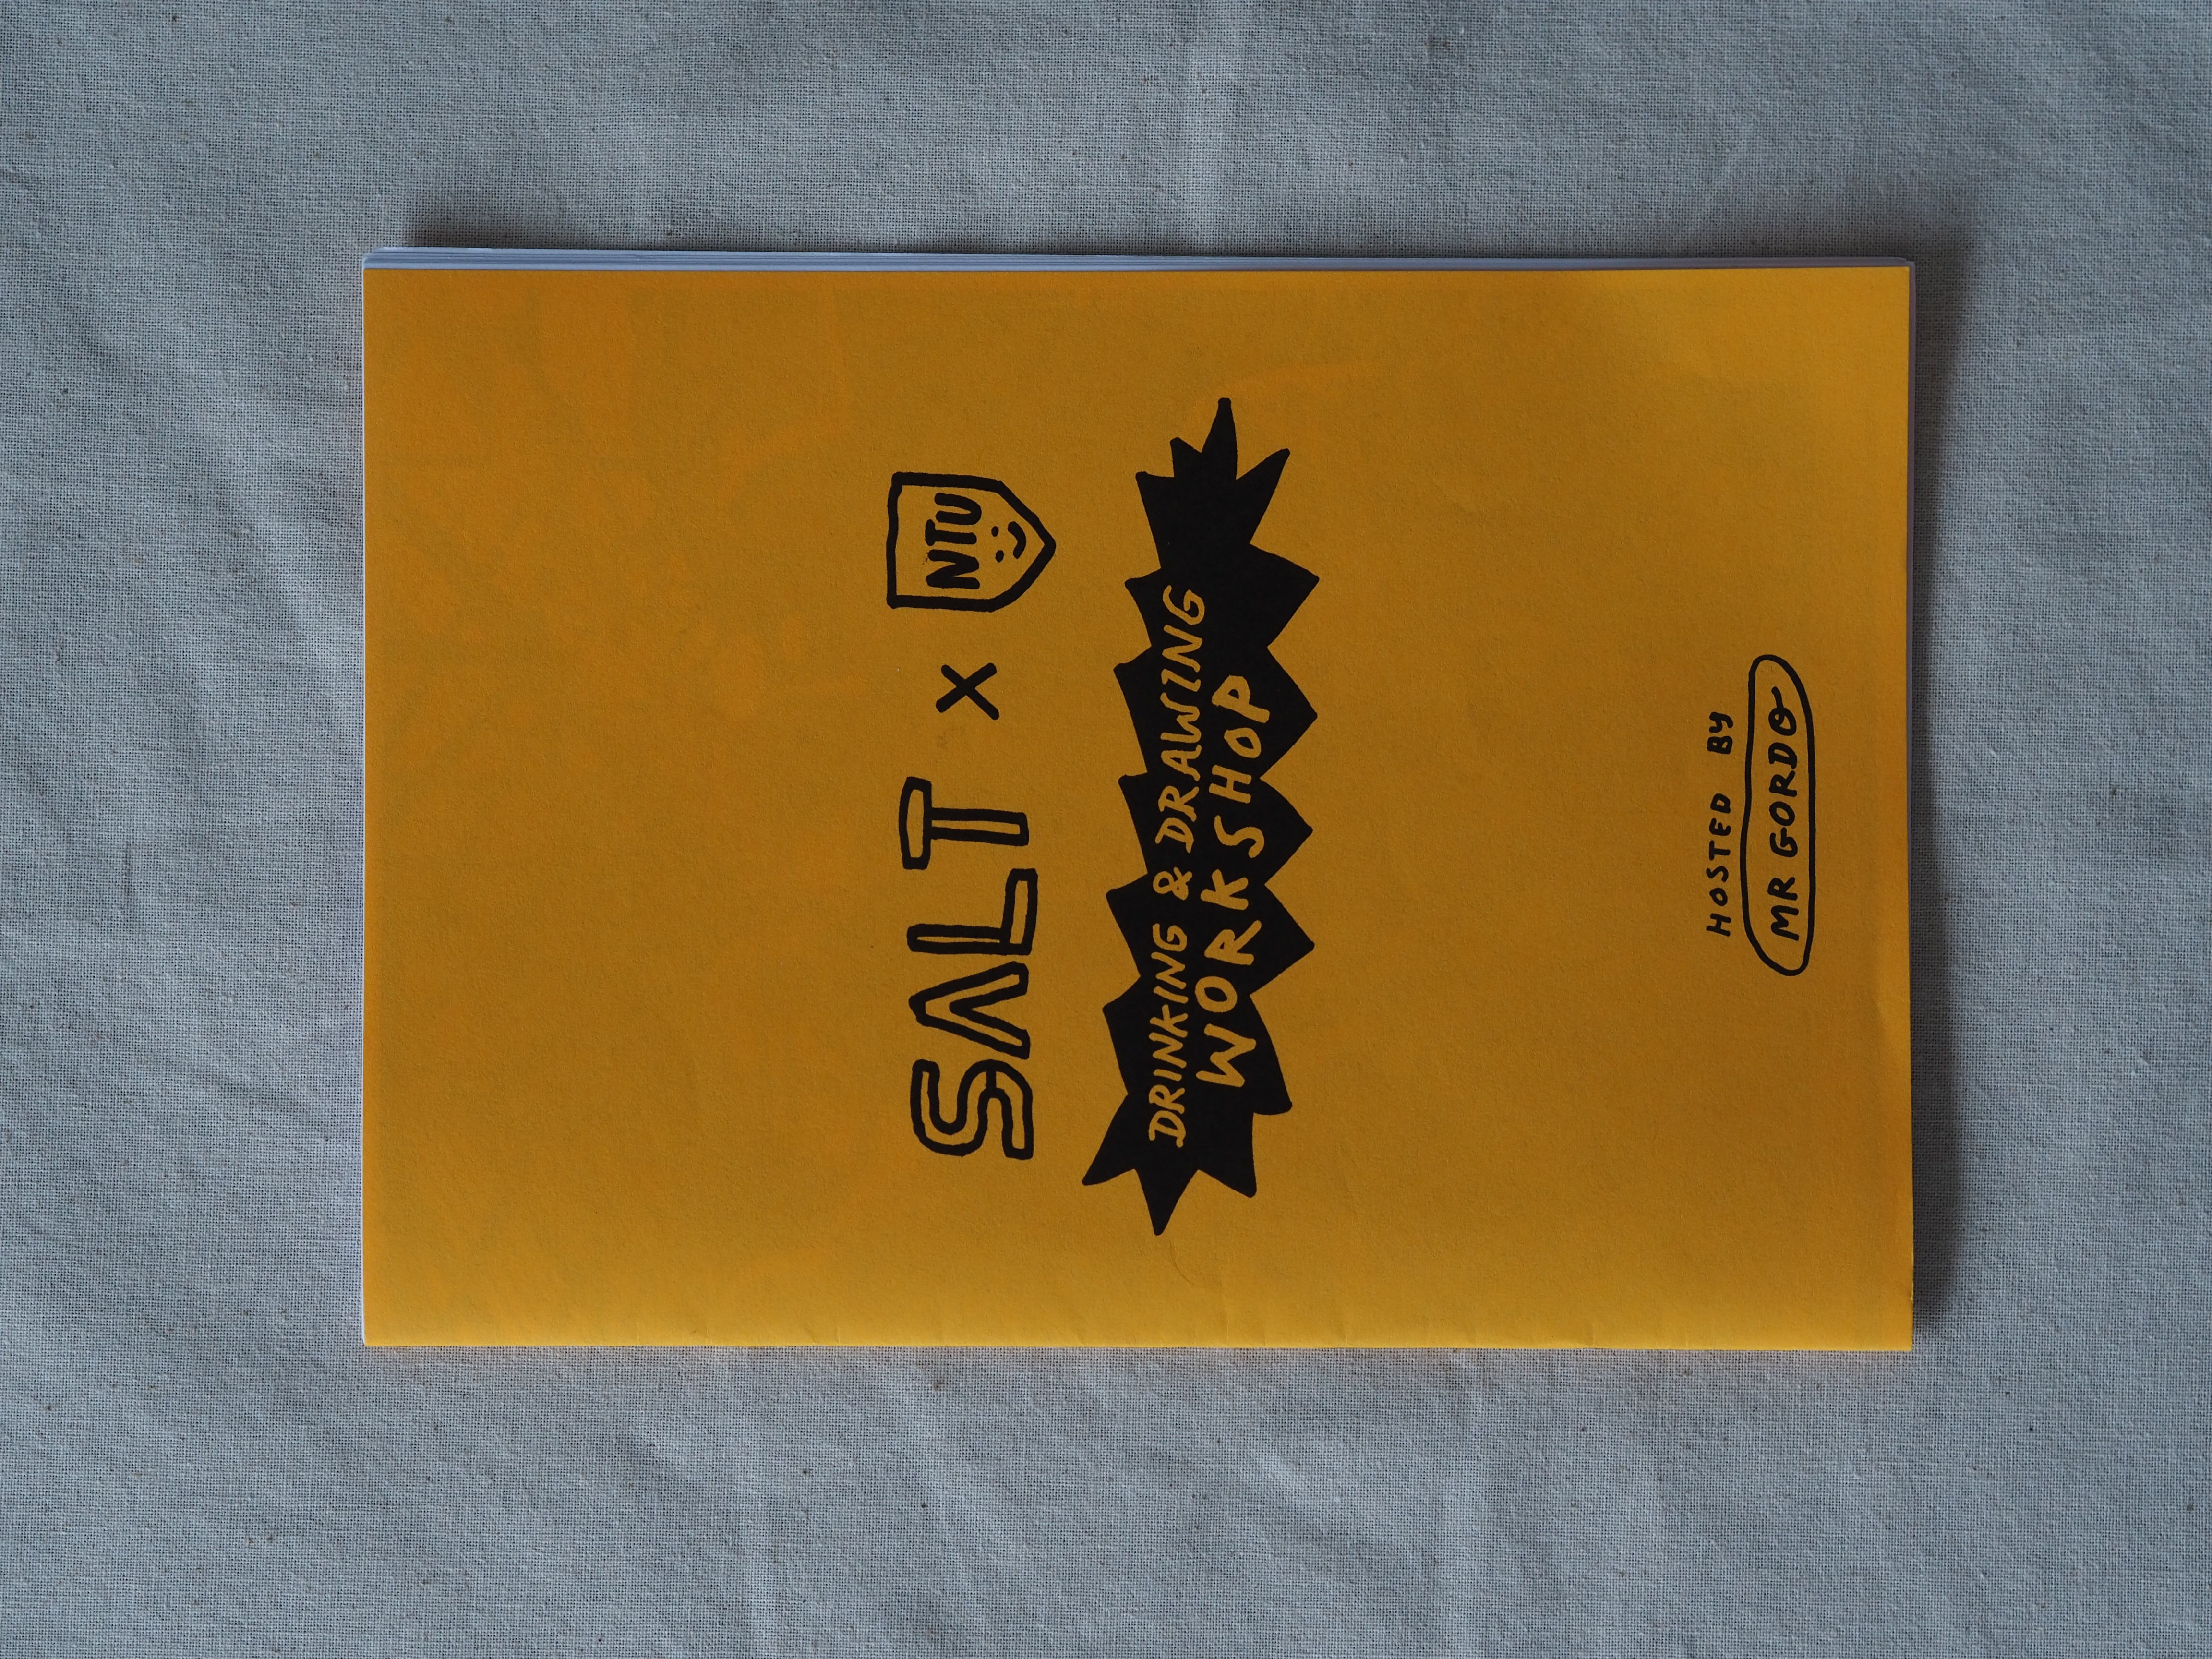 SALT x NTU
DRINKING & DRAWING
WORKSHOP
HOSTED BY
MR GORDO